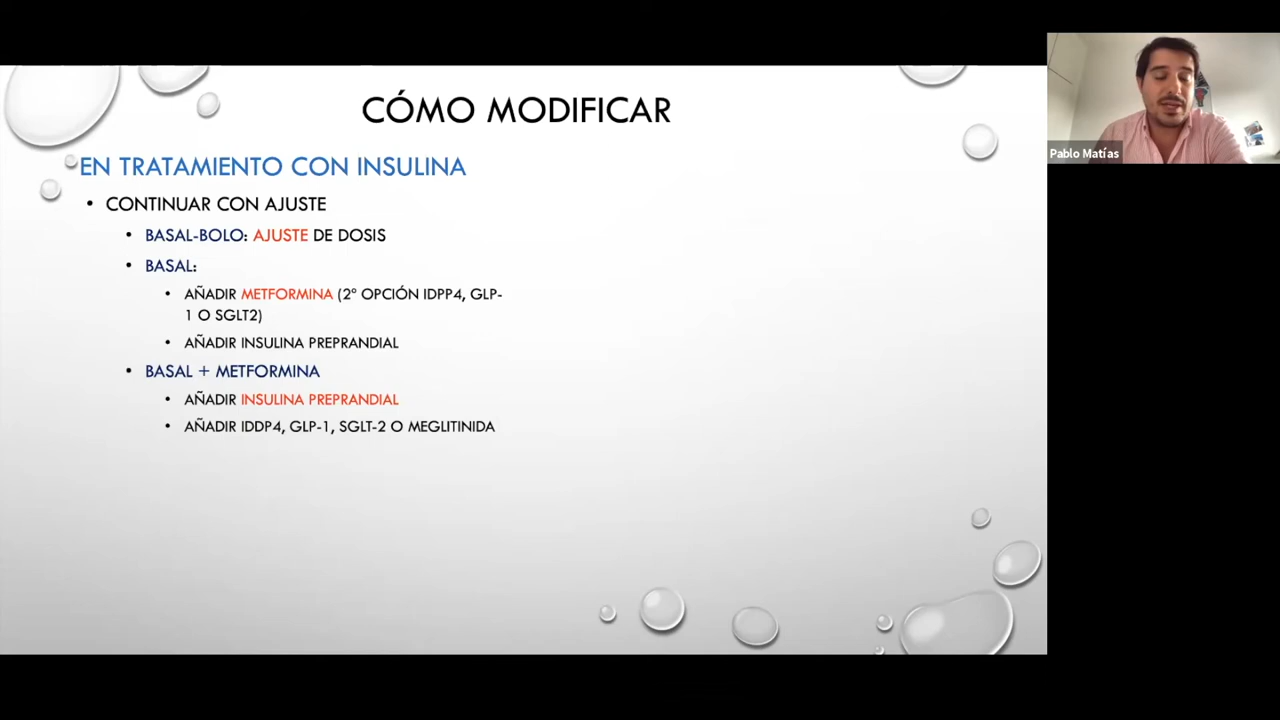 CÓMO MODIFICAR
EN TRATAMIENTO CON INSULINA
• CONTINUAR CON AJUSTE
• BASAL-BOLO: AJUSTE DE DOSIS
• BASAL:
• AÑADIR METFORMINA (2º OPCIÓN IDPP4, GLP-
1 O SGLT2)
• AÑADIR INSULINA PREPRANDIAL
• BASAL + METFORMINA
• AÑADIR INSULINA PREPRANDIAL
• AÑADIR IDDP4, GLP-1, SGLT-2 O MEGLITINIDA
Pablo Matías